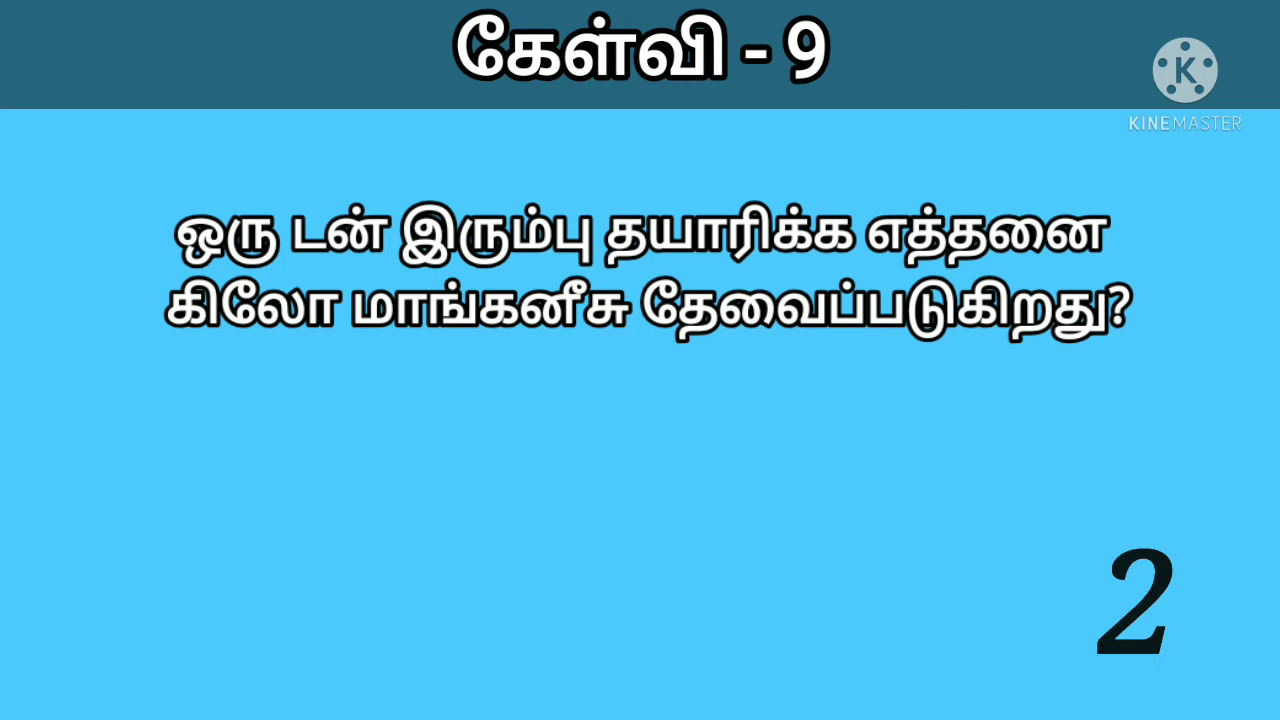 கேள்வி - 9
KINEMASTER
ஒரு டன் இரும்பு தயாரிக்க எத்தனை
கிலோ மாங்கனீசு தேவைப்படுகிறது?
2